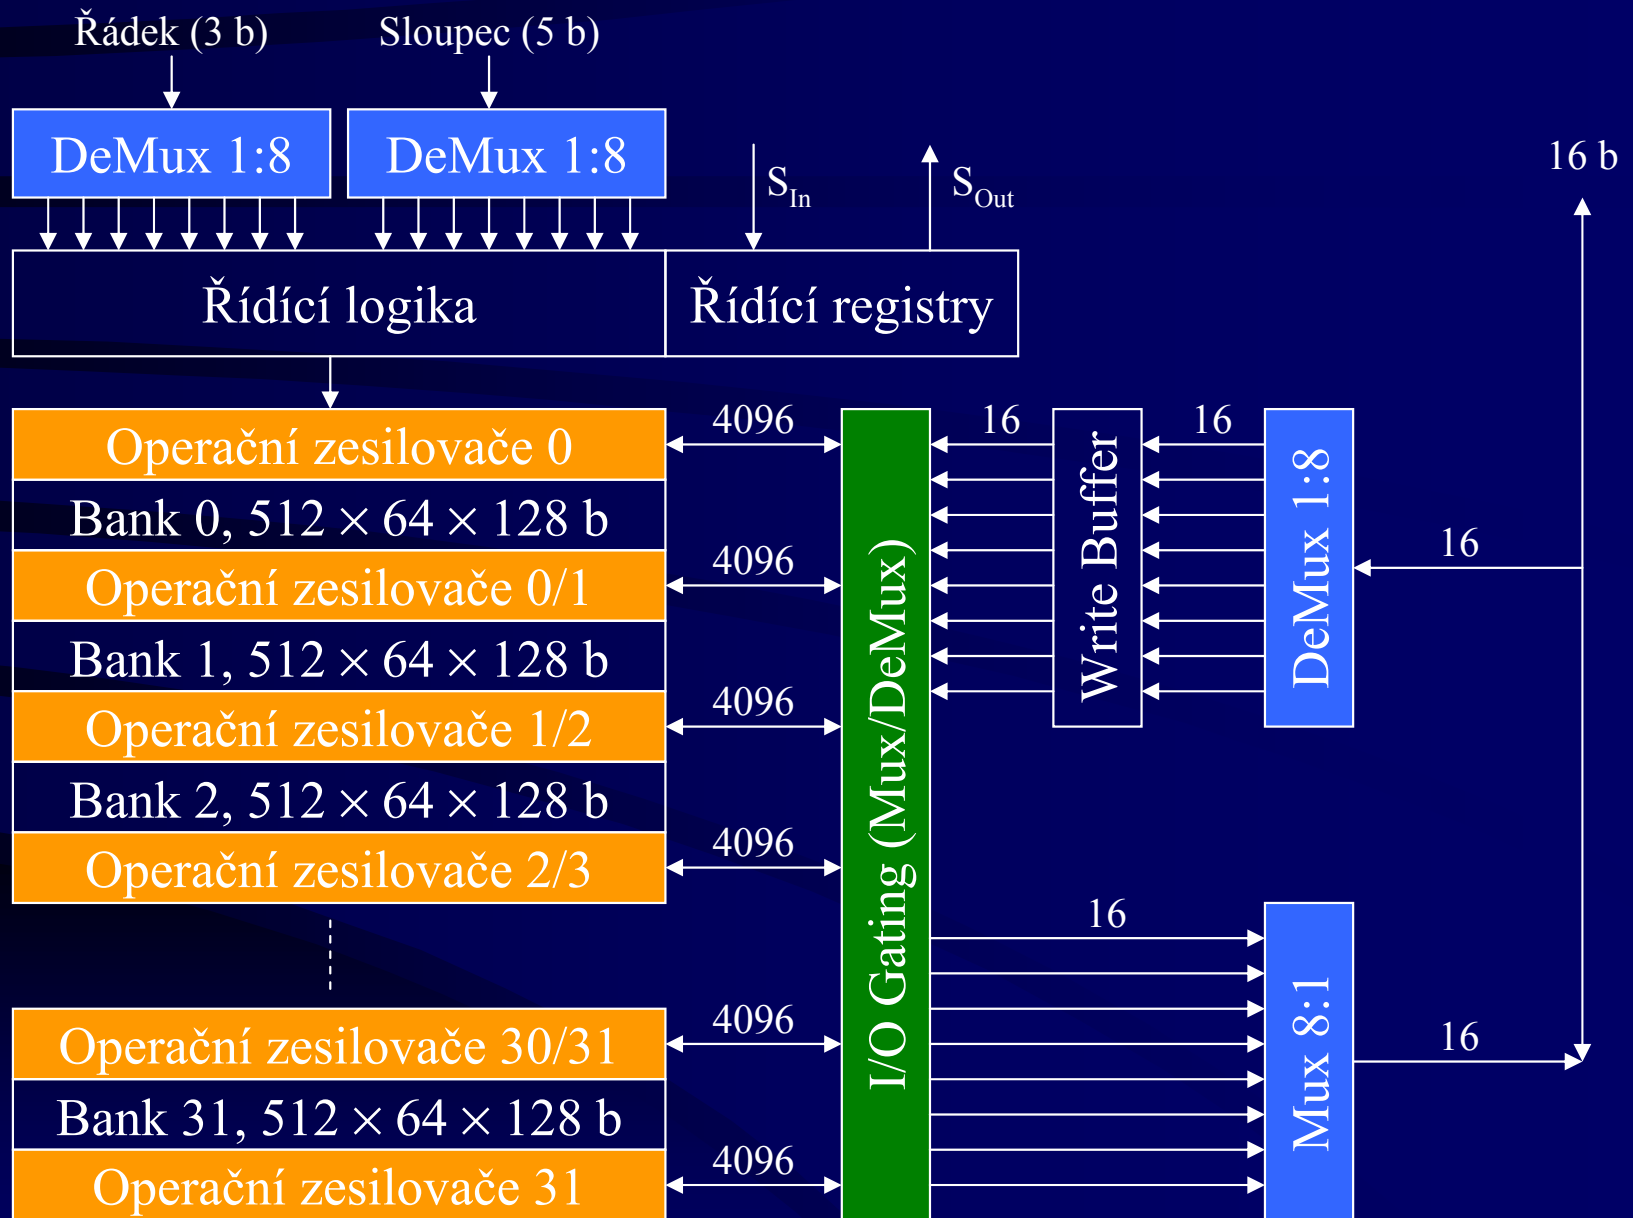 Řádek (3 b)
Sloupec (5 b)
DeMux 1:8
DeMux 1:8
16 b
S_In
S_Out
Řídící logika
Řídící registry
Operační zesilovače 0
4096
16
16
Bank 0, 512 × 64 × 128 b
Operační zesilovače 0/1
4096
16
Bank 1, 512 × 64 × 128 b
Operační zesilovače 1/2
4096
Bank 2, 512 × 64 × 128 b
Operační zesilovače 2/3
4096
I/O Gating (Mux/DeMux)
Write Buffer
DeMux 1:8
16
Operační zesilovače 30/31
4096
Bank 31, 512 × 64 × 128 b
Operační zesilovače 31
4096
Mux 8:1
16